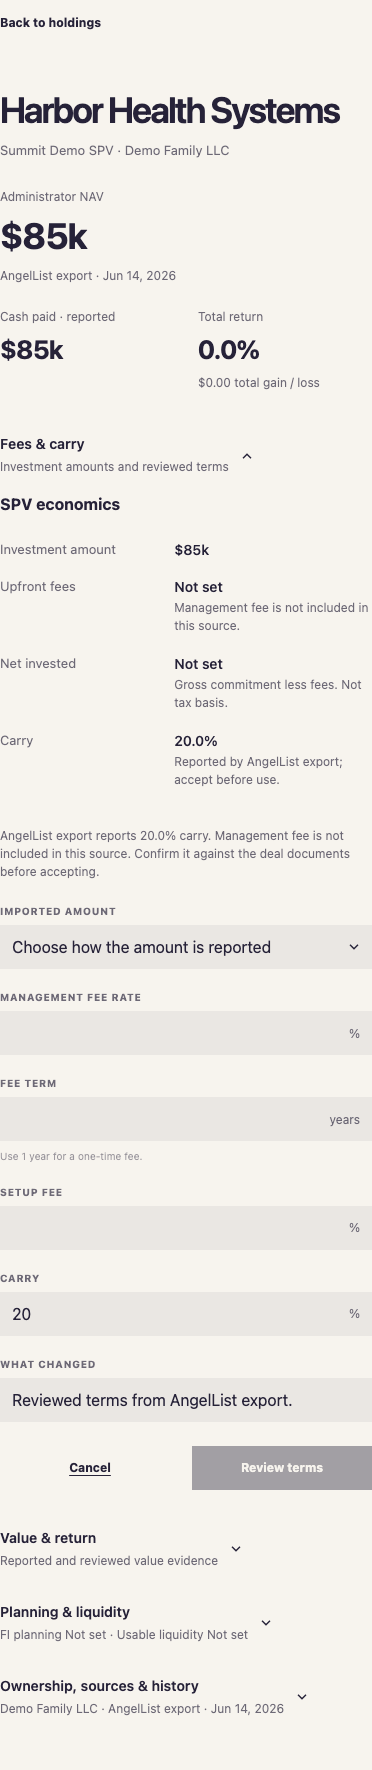 Back to holdings
Harbor Health Systems
Summit Demo SPV · Demo Family LLC
Administrator NAV
$85k
AngelList export · Jun 14, 2026
Cash paid · reported
$85k
Total return
0.0%
$0.00 total gain / loss
Fees & carry
Investment amounts and reviewed terms
SPV economics
Investment amount
$85k
Upfront fees
Not set
Management fee is not included in
this source.
Net invested
Not set
Gross commitment less fees. Not
tax basis.
Carry
20.0%
Reported by AngelList export;
accept before use.
AngelList export reports 20.0% carry. Management fee is not
included in this source. Confirm it against the deal documents
before accepting.
IMPORTED AMOUNT
Choose how the amount is reported
MANAGEMENT FEE RATE
%
FEE TERM
years
Use 1 year for a one-time fee.
SETUP FEE
%
CARRY
20 %
WHAT CHANGED
Reviewed terms from AngelList export.
Cancel
Review terms
Value & return
Reported and reviewed value evidence
Planning & liquidity
FI planning Not set · Usable liquidity Not set
Ownership, sources & history
Demo Family LLC · AngelList export · Jun 14, 2026